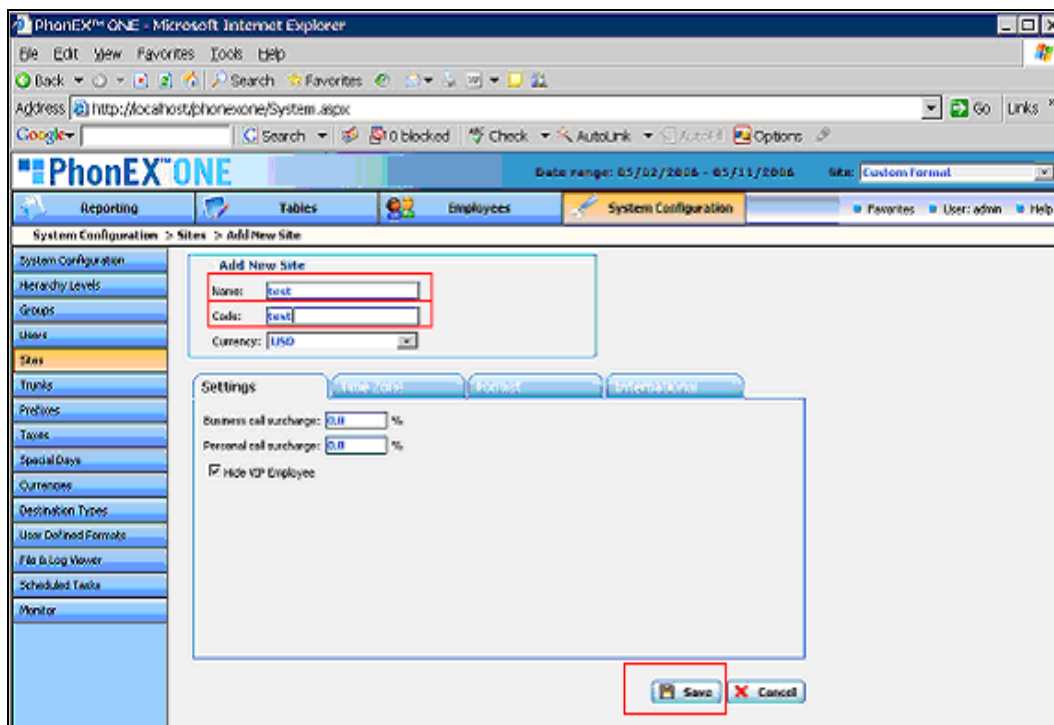 PhonEX™ ONE - Microsoft Internet Explorer
File Edit View Favorites Tools Help
Back Search Favorites
Address http://localhost/phonexone/System.aspx Go Links »
Google Search 0 blocked Check AutoLink AutoFill Options
PhonEX™ONE Date range: 05/02/2006 - 05/11/2006 Site: Custom Format
Reporting Tables Employees System Configuration Favorites User: admin Help
System Configuration > Sites > Add New Site
System Configuration
Hierarchy Levels
Groups
Users
Sites
Trunks
Prefixes
Taxes
Special Days
Currencies
Destination Types
User Defined Formats
File & Log Viewer
Scheduled Tasks
Monitor
Add New Site
Name: test
Code: test
Currency: USD
Settings Time Zone Format International
Business call surcharge: 0.0 %
Personal call surcharge: 0.0 %
Hide VIP Employee
Save Cancel